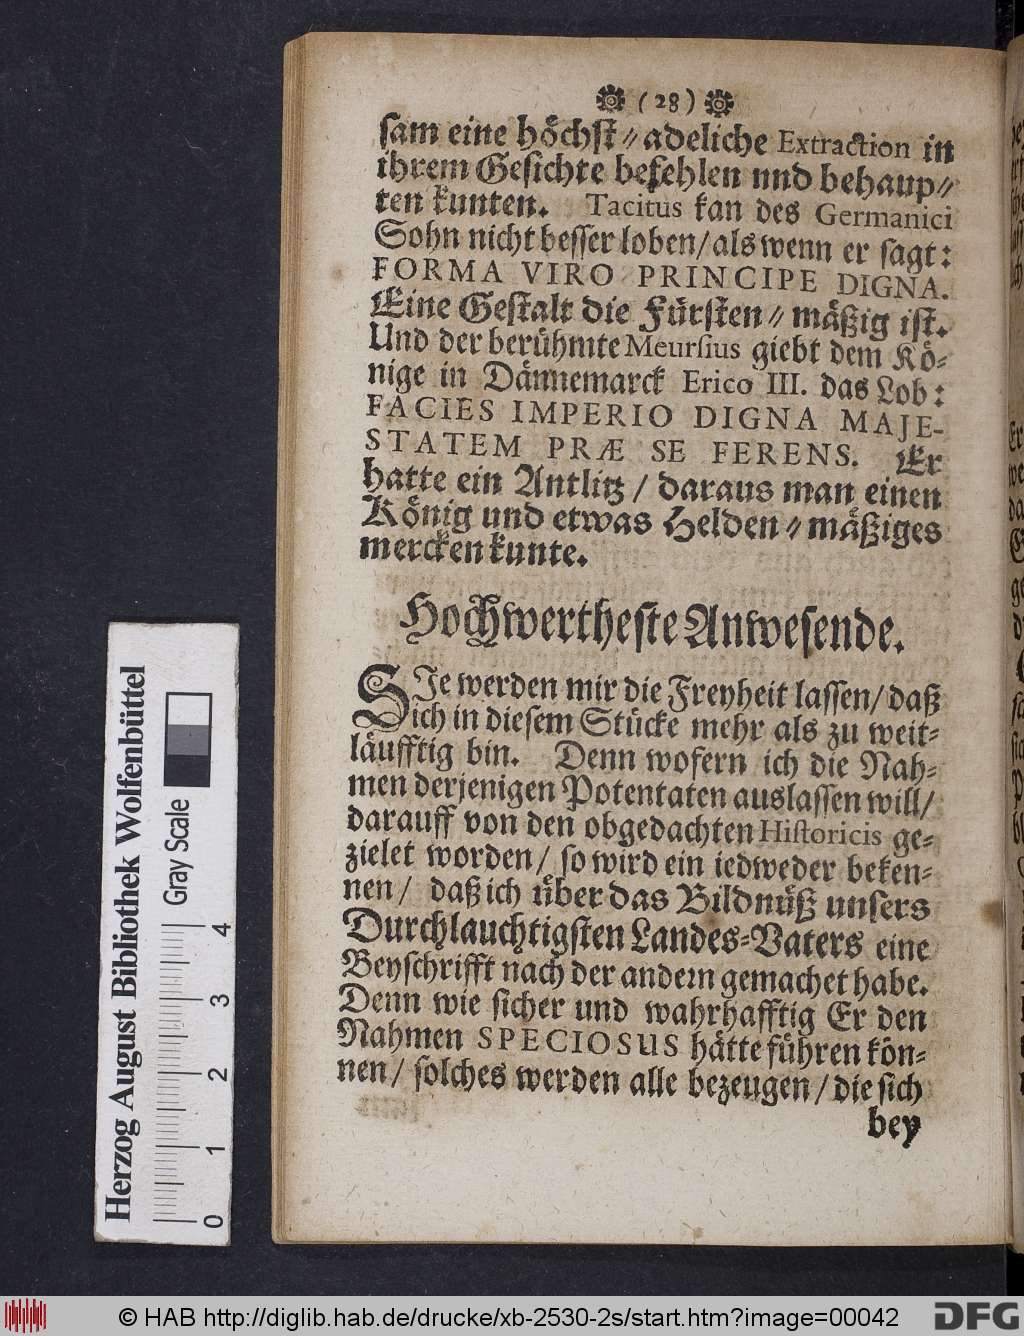 (28)
sam eine höchst⸗adeliche Extraction in
ihrem Gesichte befehlen und behaup⸗
ten kunten. Tacitus kan des Germanici
Sohn nicht besser loben/als wenn er sagt:
FORMA VIRO PRINCIPE DIGNA.
Eine Gestalt die Fürsten⸗mäßig ist.
Und der berühmte Meursius giebt dem Kö⸗
nige in Dännemarck Erico III. das Lob:
FACIES IMPERIO DIGNA MAJE-
STATEM PRÆ SE FERENS. Er
hatte ein Antlitz / daraus man einen
König und etwas Helden⸗mäßiges
mercken kunte.
Hochwertheste Anwesende.
SIe werden mir die Freyheit lassen/daß
ich in diesem Stücke mehr als zu weit⸗
läufftig bin. Denn wofern ich die Nah⸗
men derjenigen Potentaten auslassen will/
darauff von den obgedachten Historicis ge⸗
zielet worden/ so wird ein iedweder beken⸗
nen/ daß ich über das Bildnüß unsers
Durchlauchtigsten Landes⸗Vaters eine
Beyschrifft nach der andern gemachet habe.
Denn wie sicher und wahrhafftig Er den
Nahmen SPECIOSUS hätte führen kön⸗
nen/ solches werden alle bezeugen/die sich
bey
Herzog August Bibliothek Wolfenbüttel
Gray Scale
0 1 2 3 4
© HAB http://diglib.hab.de/drucke/xb-2530-2s/start.htm?image=00042
diglib
DFG